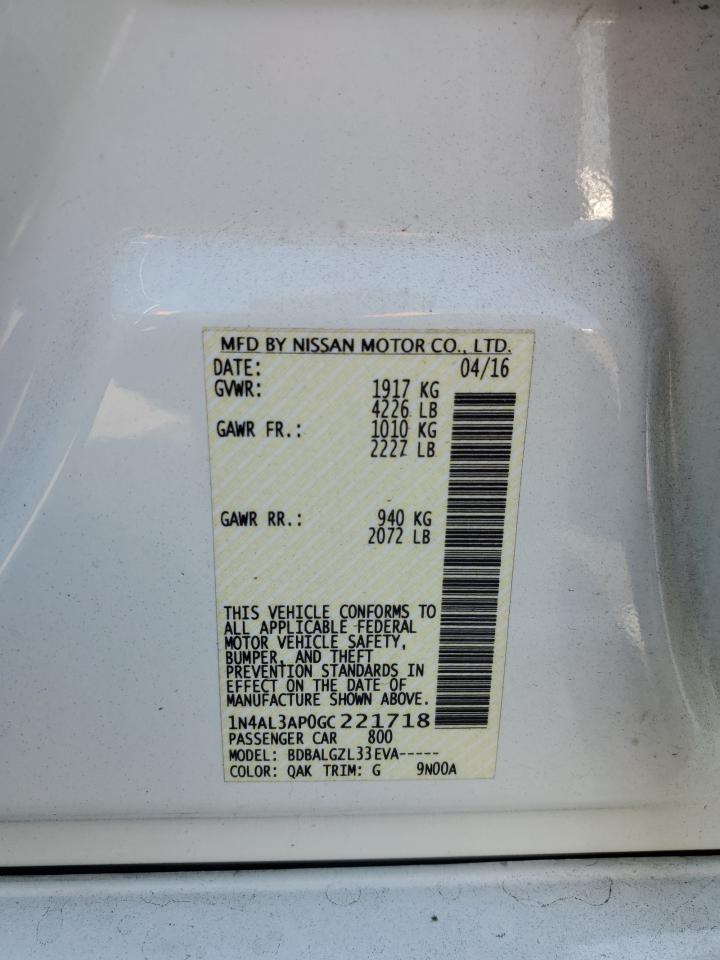 MFD BY NISSAN MOTOR CO., LTD.
DATE: 04/16
GVWR: 1917 KG
4226 LB
GAWR FR.: 1010 KG
2227 LB
GAWR RR.: 940 KG
2072 LB
THIS VEHICLE CONFORMS TO
ALL APPLICABLE FEDERAL
MOTOR VEHICLE SAFETY,
BUMPER, AND THEFT
PREVENTION STANDARDS IN
EFFECT ON THE DATE OF
MANUFACTURE SHOWN ABOVE.
1N4AL3AP0GC221718
PASSENGER CAR 800
MODEL: BDBALGZL33EVA-----
COLOR: QAK TRIM: G 9N00A